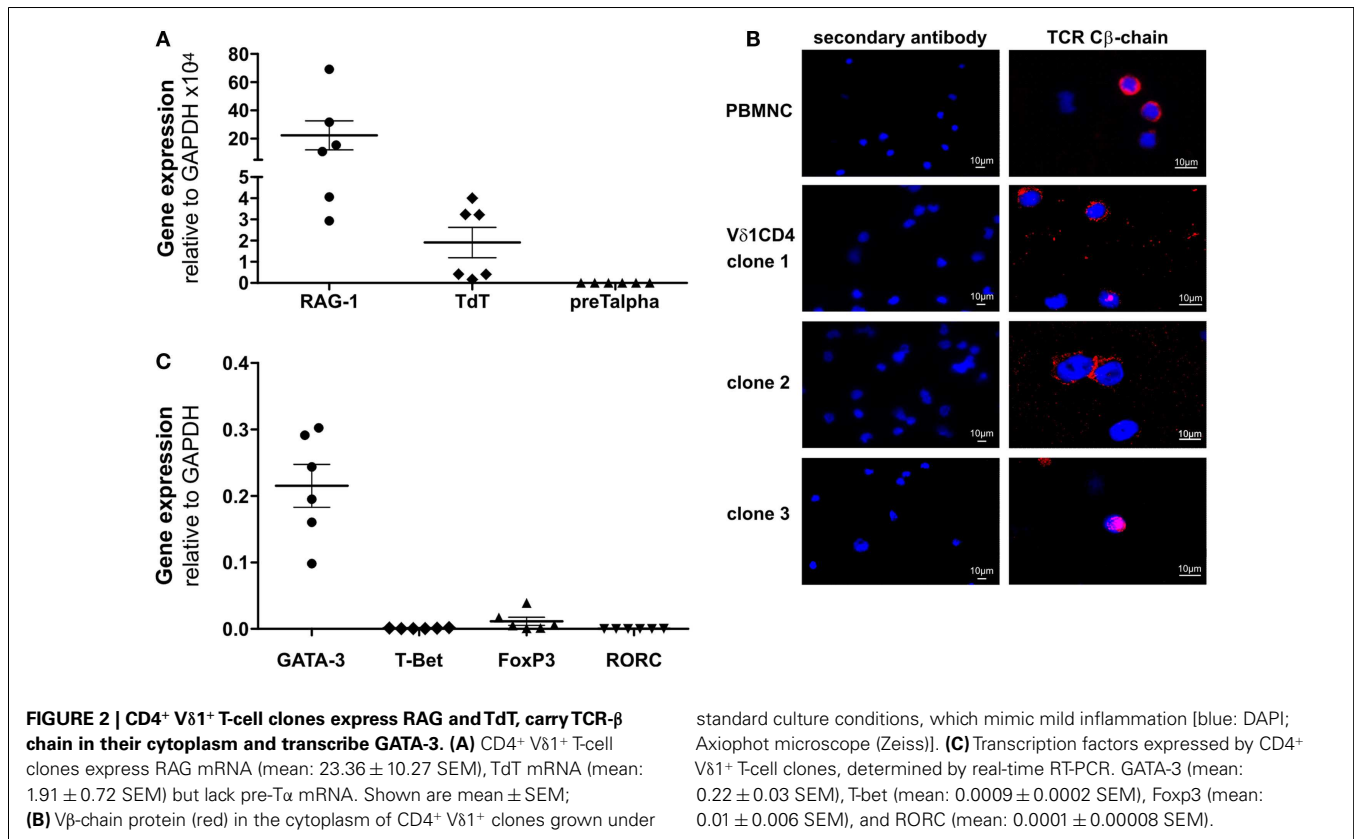 A
Gene expression
relative to GAPDH x10⁴
80
60
40
20
5
4
3
2
1
0
RAG-1 TdT preTalpha
B
secondary antibody TCR Cβ-chain
PBMNC
10µm 10µm
Vδ1CD4
clone 1
10µm 10µm
clone 2
10µm 10µm
clone 3
10µm 10µm
C
Gene expression
relative to GAPDH
0.4
0.3
0.2
0.1
0.0
GATA-3 T-Bet FoxP3 RORC
FIGURE 2 | CD4⁺ Vδ1⁺ T-cell clones express RAG and TdT, carry TCR-β
chain in their cytoplasm and transcribe GATA-3. (A) CD4⁺ Vδ1⁺ T-cell
clones express RAG mRNA (mean: 23.36 ± 10.27 SEM), TdT mRNA (mean:
1.91 ± 0.72 SEM) but lack pre-Tα mRNA. Shown are mean ± SEM;
(B) Vβ-chain protein (red) in the cytoplasm of CD4⁺ Vδ1⁺ clones grown under
standard culture conditions, which mimic mild inflammation [blue: DAPI;
Axiophot microscope (Zeiss)]. (C) Transcription factors expressed by CD4⁺
Vδ1⁺ T-cell clones, determined by real-time RT-PCR. GATA-3 (mean:
0.22 ± 0.03 SEM), T-bet (mean: 0.0009 ± 0.0002 SEM), Foxp3 (mean:
0.01 ± 0.006 SEM), and RORC (mean: 0.0001 ± 0.00008 SEM).